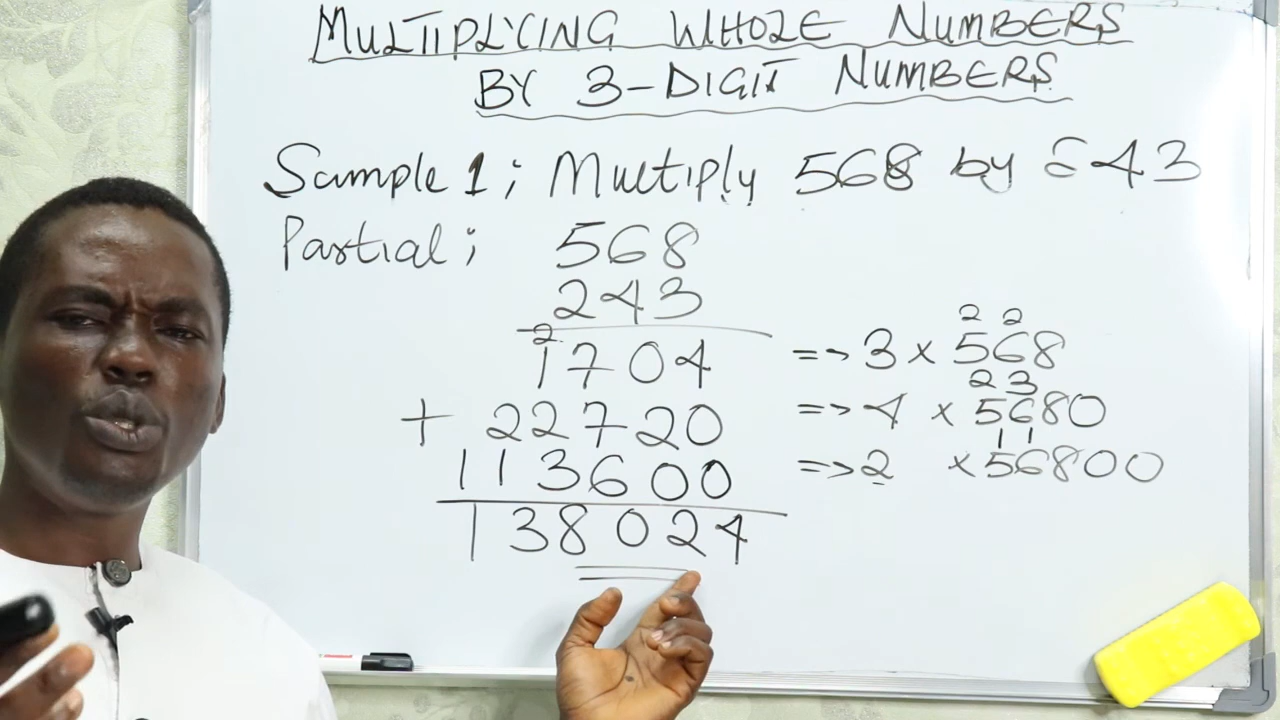 MULTIPLYING WHOLE NUMBERS
BY 3-DIGIT NUMBERS
Sample 1; Multiply 568 by 243
Partial; 568
243
2
1704 => 3 x 568
2 2
+ 22720 => 4 x 5680
2 3
113600 => 2 x 56800
1 1
138024